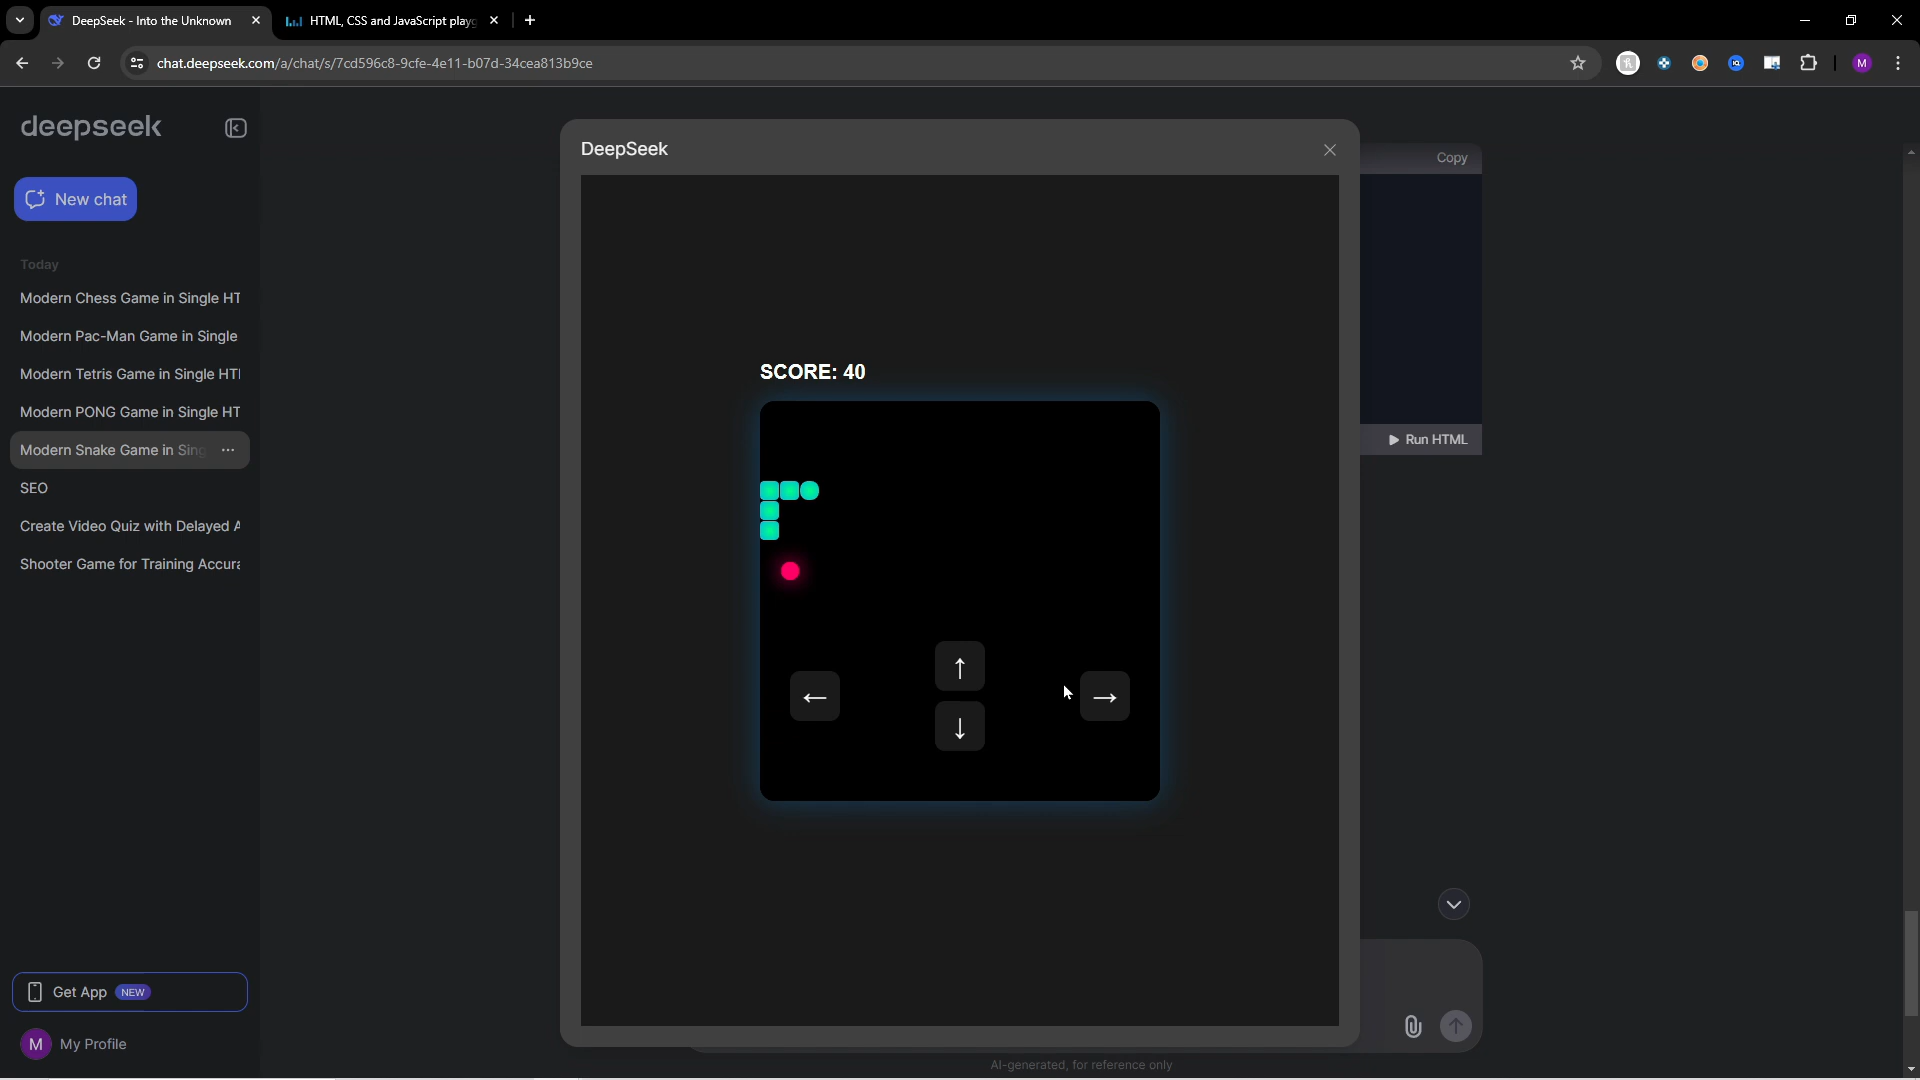 DeepSeek - Into the Unknown
HTML, CSS and JavaScript playg
chat.deepseek.com/a/chat/s/7cd596c8-9cfe-4e11-b07d-34cea813b9ce
M
deepseek
New chat
Today
Modern Chess Game in Single HT
Modern Pac-Man Game in Single
Modern Tetris Game in Single HTI
Modern PONG Game in Single HT
Modern Snake Game in Sing
SEO
Create Video Quiz with Delayed A
Shooter Game for Training Accura
Get App NEW
M My Profile
DeepSeek
SCORE: 40
←
↑
↓
→
Copy
Run HTML
AI-generated, for reference only